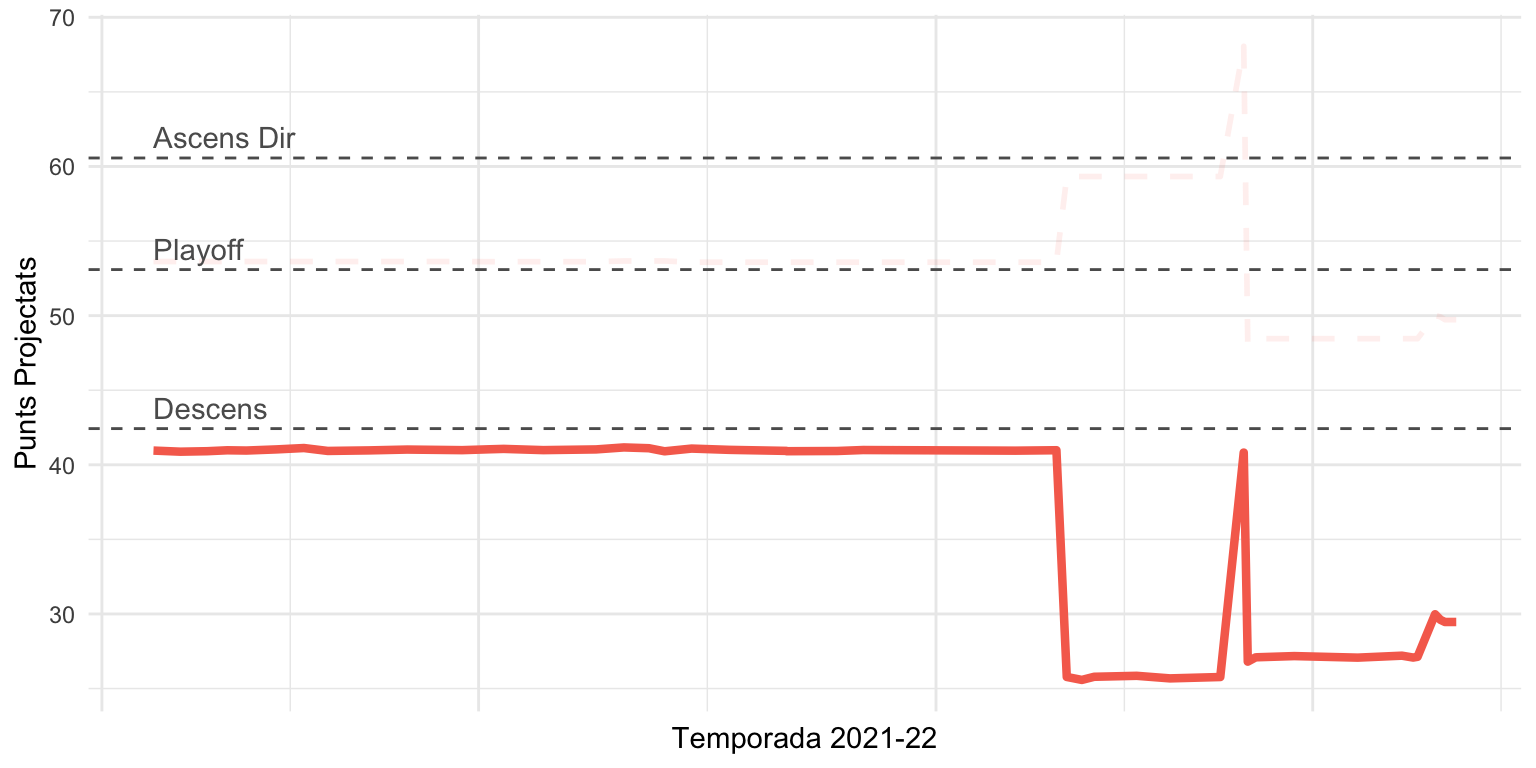 70
Ascens Dir
60
Playoff
50
Descens
40
30
Punts Projectats
Temporada 2021-22